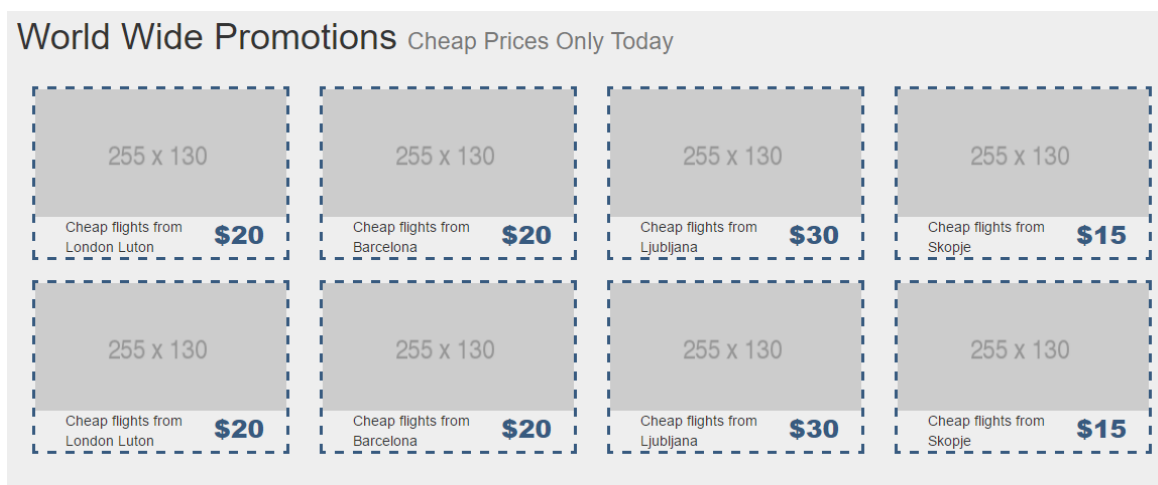 World Wide Promotions Cheap Prices Only Today
255 x 130
255 x 130
255 x 130
255 x 130
Cheap flights from
London Luton
$20
Cheap flights from
Barcelona
$20
Cheap flights from
Ljubljana
$30
Cheap flights from
Skopje
$15
255 x 130
255 x 130
255 x 130
255 x 130
Cheap flights from
London Luton
$20
Cheap flights from
Barcelona
$20
Cheap flights from
Ljubljana
$30
Cheap flights from
Skopje
$15